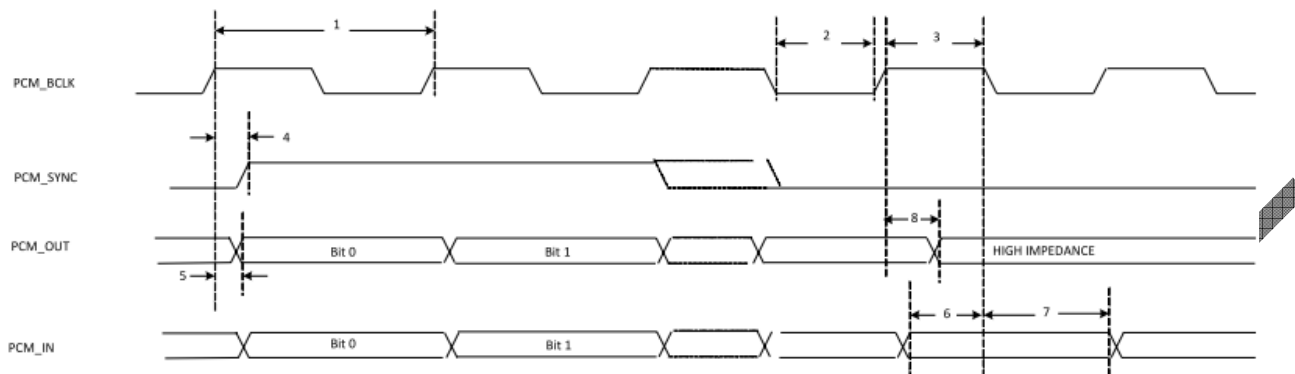 1
2
3
PCM_BCLK
4
PCM_SYNC
8
PCM_OUT
Bit 0
Bit 1
HIGH IMPEDANCE
5
6
7
PCM_IN
Bit 0
Bit 1